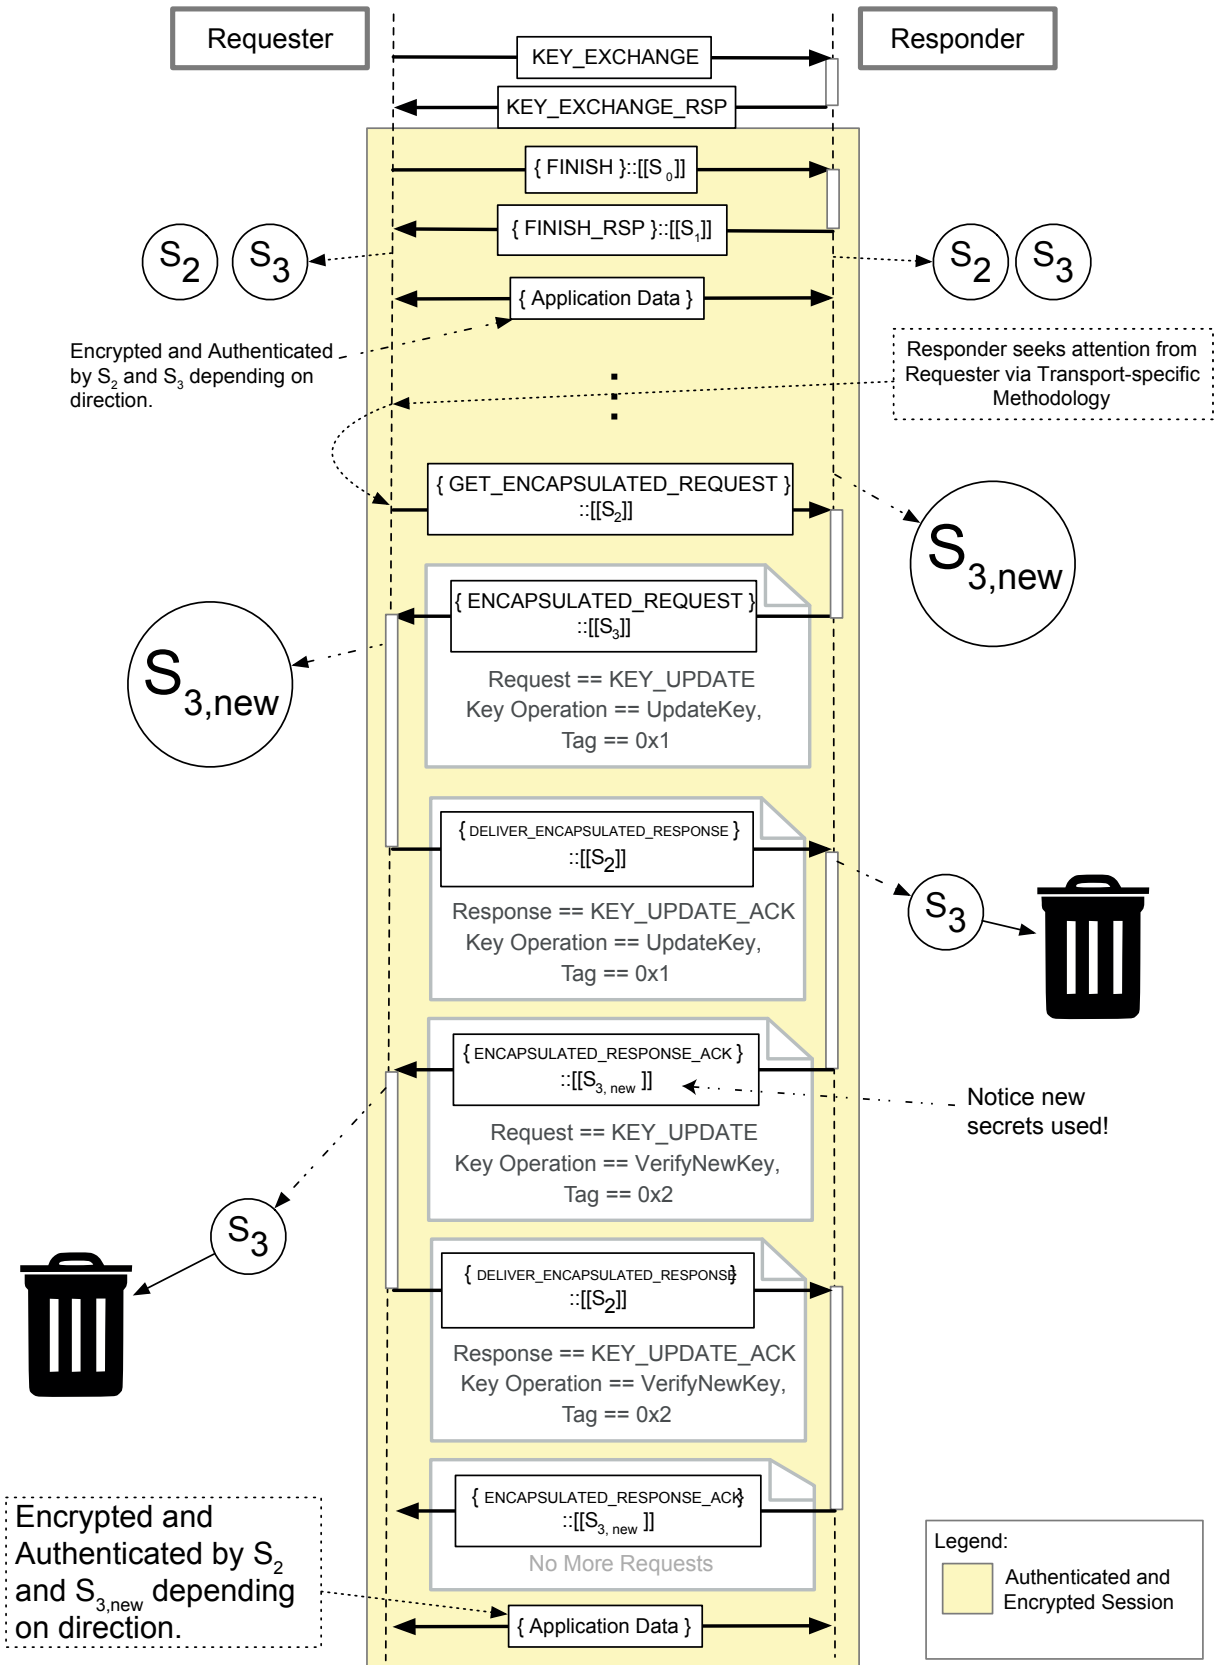 Requester
Responder
KEY_EXCHANGE
KEY_EXCHANGE_RSP
{ FINISH }::[[S0]]
{ FINISH_RSP }::[[S1]]
S2
S3
S2
S3
{ Application Data }
Encrypted and Authenticated
by S2 and S3 depending on
direction.
Responder seeks attention from
Requester via Transport-specific
Methodology
{ GET_ENCAPSULATED_REQUEST }
::[[S2]]
S3,new
{ ENCAPSULATED_REQUEST }
::[[S3]]
Request == KEY_UPDATE
Key Operation == UpdateKey,
Tag == 0x1
S3,new
{ DELIVER_ENCAPSULATED_RESPONSE }
::[[S2]]
Response == KEY_UPDATE_ACK
Key Operation == UpdateKey,
Tag == 0x1
S3
{ ENCAPSULATED_RESPONSE_ACK }
::[[S3, new ]]
Request == KEY_UPDATE
Key Operation == VerifyNewKey,
Tag == 0x2
Notice new
secrets used!
S3
{ DELIVER_ENCAPSULATED_RESPONSE }
::[[S2]]
Response == KEY_UPDATE_ACK
Key Operation == VerifyNewKey,
Tag == 0x2
{ ENCAPSULATED_RESPONSE_ACK }
::[[S3, new ]]
No More Requests
Encrypted and
Authenticated by S2
and S3,new depending
on direction.
{ Application Data }
Legend:
Authenticated and
Encrypted Session